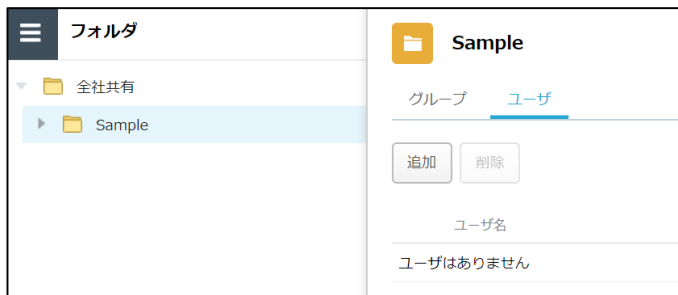 フォルダ
全社共有
Sample
Sample
グループ ユーザ
追加 削除
ユーザ名
ユーザはありません